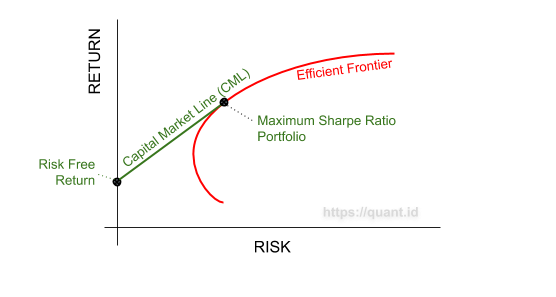 RETURN
Capital Market Line (CML)
Efficient Frontier
Maximum Sharpe Ratio
Portfolio
Risk Free
Return
https://quant.id
RISK